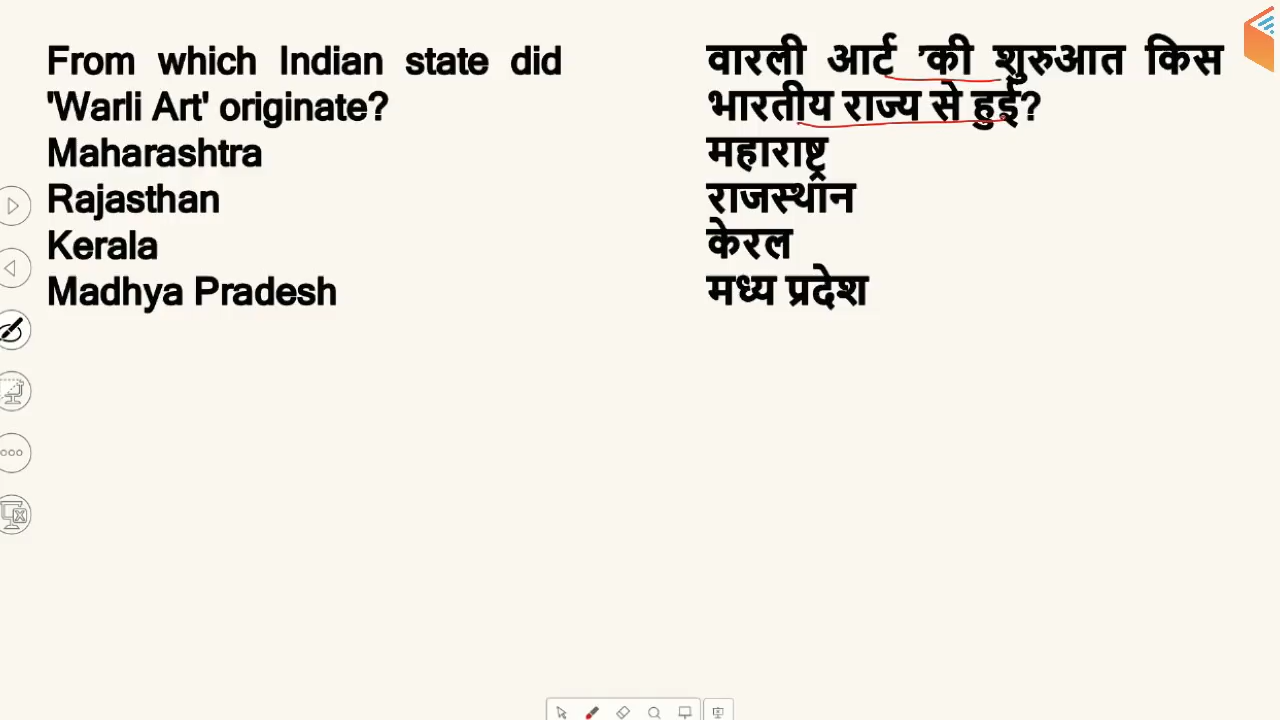 From which Indian state did
'Warli Art' originate?
Maharashtra
Rajasthan
Kerala
Madhya Pradesh
वारली आर्ट 'की शुरुआत किस
भारतीय राज्य से हुई?
महाराष्ट्र
राजस्थान
केरल
मध्य प्रदेश